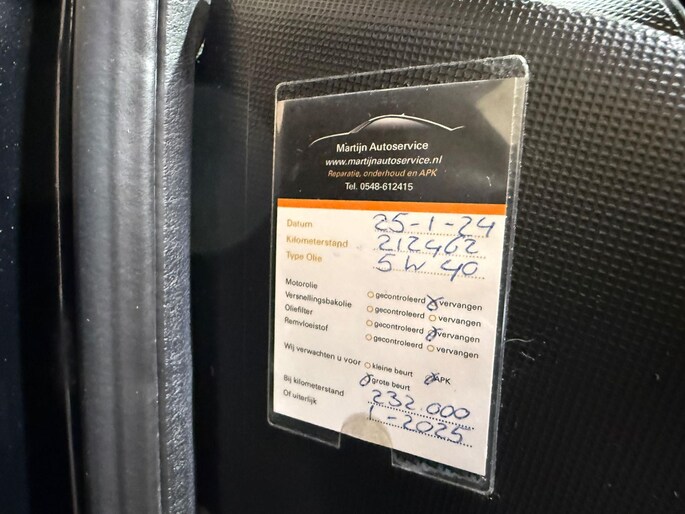 Martijn Autoservice
www.martijnautoservice.nl
Reparatie, onderhoud en APK
Tel. 0548-612415
Datum 25-1-24
Kilometerstand 212462
Type Olie 5W40
Motorolie gecontroleerd vervangen
Versnellingsbakolie gecontroleerd vervangen
Oliefilter gecontroleerd vervangen
Remvloeistof gecontroleerd vervangen
Wij verwachten u voor kleine beurt APK
grote beurt
Bij kilometerstand 232.000
Of uiterlijk 1-2025